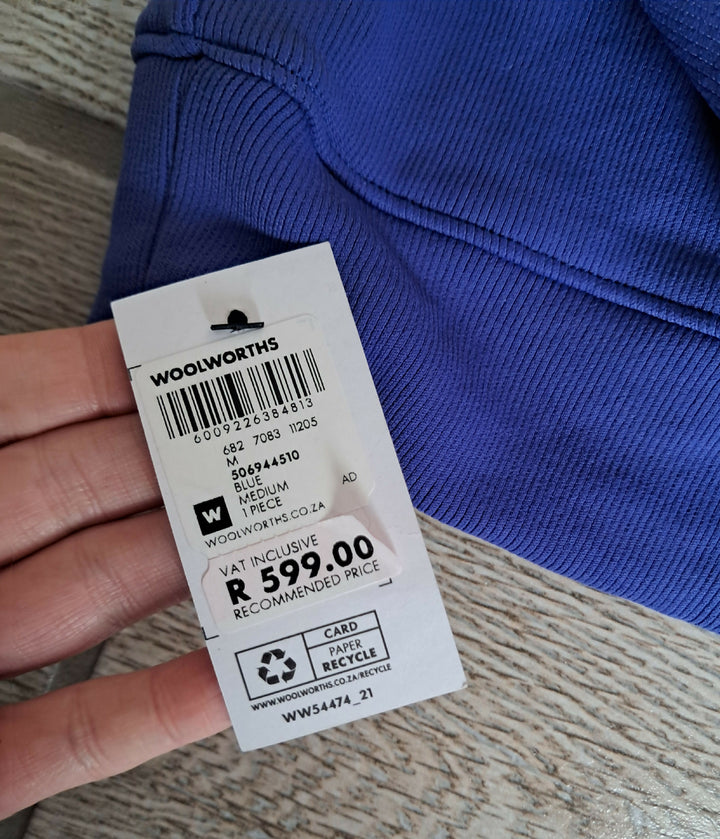 WOOLWORTHS
6009226384813
682 7083 11205
M
506944510
BLUE
MEDIUM
1 PIECE
AD
W
WOOLWORTHS.CO.ZA
VAT INCLUSIVE
R 599.00
RECOMMENDED PRICE
CARD
PAPER
RECYCLE
WWW.WOOLWORTHS.CO.ZA/RECYCLE
WW54474_21